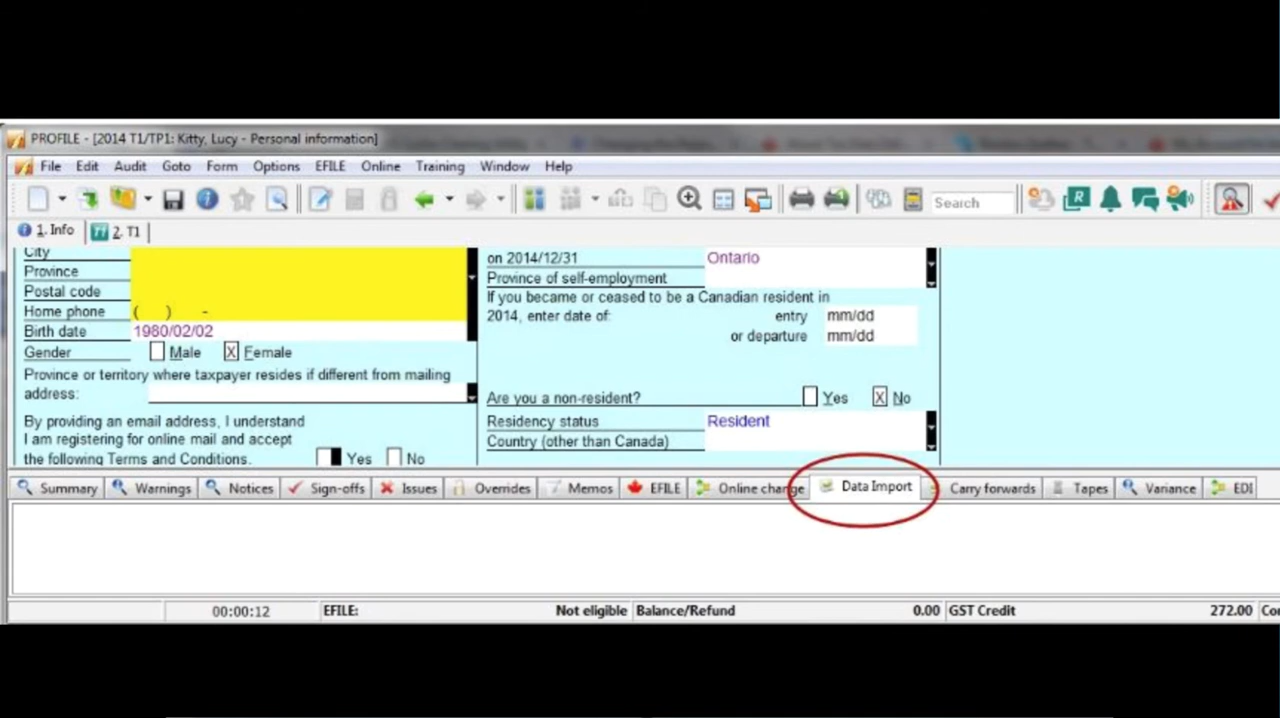 PROFILE - [2014 T1/TP1: Kitty, Lucy - Personal information]
File Edit Audit Goto Form Options EFILE Online Training Window Help
Search
1. Info 2. T1
City
Province
Postal code
Home phone ( ) -
Birth date 1980/02/02
Gender Male X Female
Province or territory where taxpayer resides if different from mailing
address:
By providing an email address, I understand
I am registering for online mail and accept
the following Terms and Conditions. Yes No
on 2014/12/31 Ontario
Province of self-employment
If you became or ceased to be a Canadian resident in
2014, enter date of: entry mm/dd
or departure mm/dd
Are you a non-resident? Yes X No
Residency status Resident
Country (other than Canada)
Summary Warnings Notices Sign-offs Issues Overrides Memos EFILE Online change Data Import Carry forwards Tapes Variance EDI
00:00:12 EFILE: Not eligible Balance/Refund 0.00 GST Credit 272.00 Co